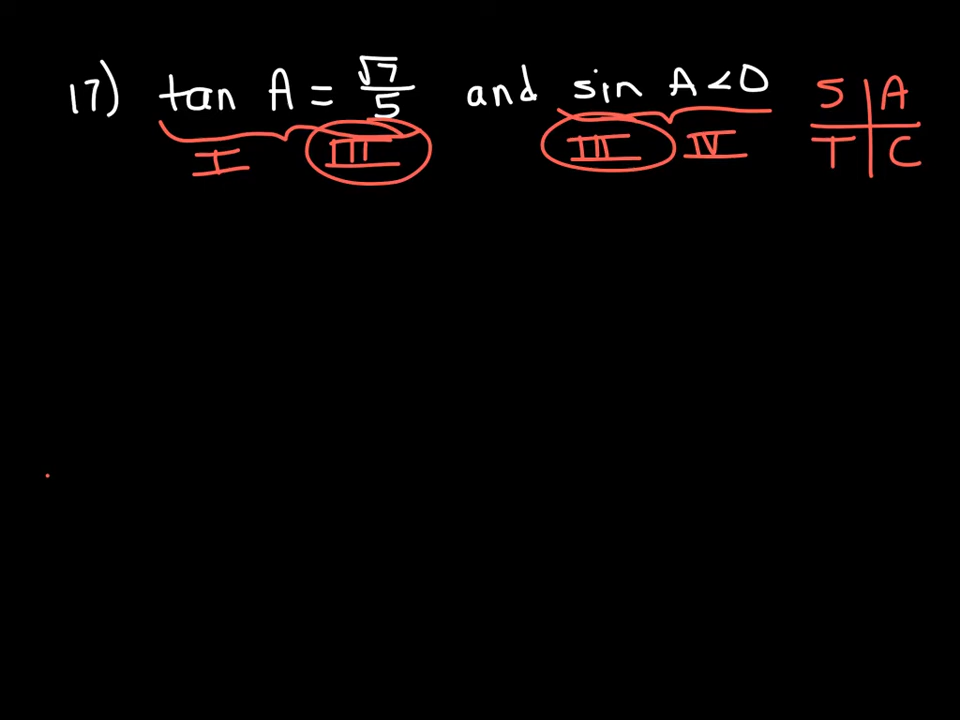 17) tan A = √7/5 and sin A < 0
S A
T C
I III III IV